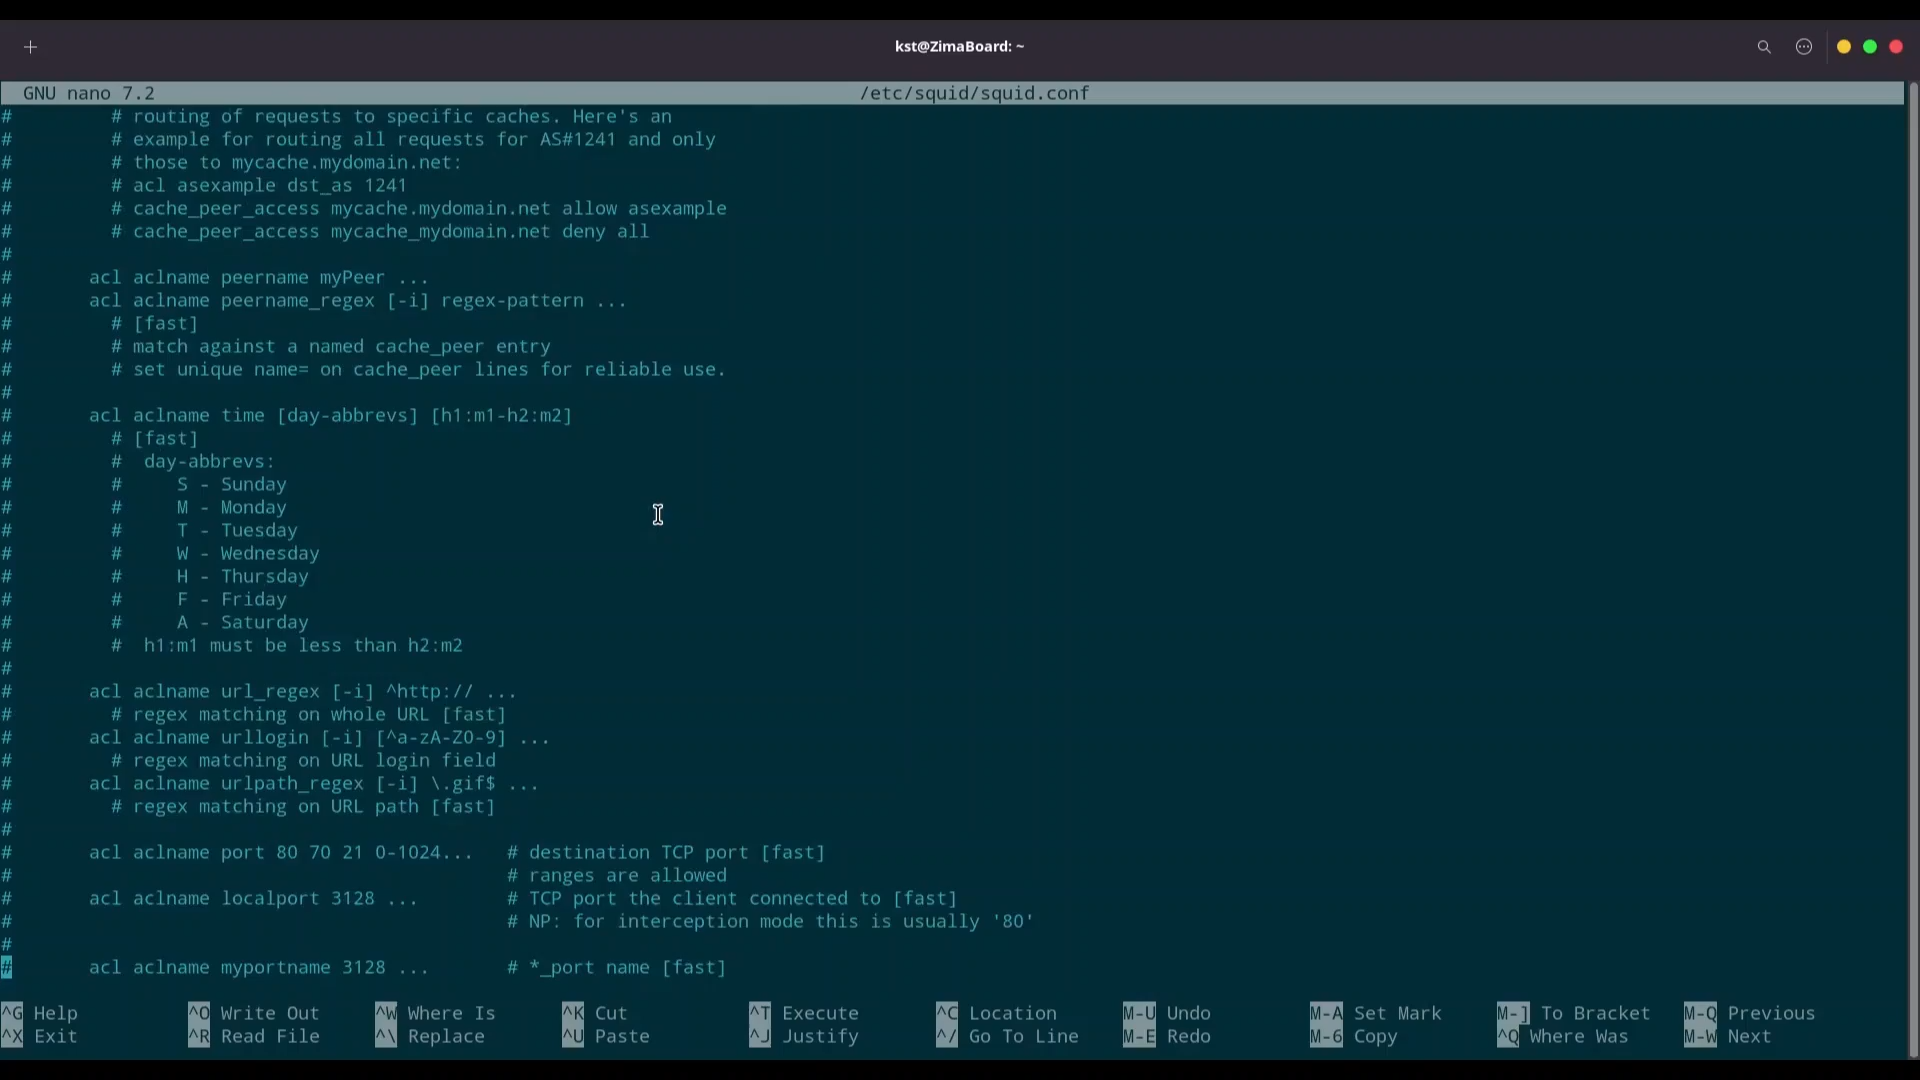 kst@ZimaBoard: ~
GNU nano 7.2 /etc/squid/squid.conf
# # routing of requests to specific caches. Here's an
# # example for routing all requests for AS#1241 and only
# # those to mycache.mydomain.net:
# # acl asexample dst_as 1241
# # cache_peer_access mycache.mydomain.net allow asexample
# # cache_peer_access mycache_mydomain.net deny all
#
# acl aclname peername myPeer ...
# acl aclname peername_regex [-i] regex-pattern ...
# # [fast]
# # match against a named cache_peer entry
# # set unique name= on cache_peer lines for reliable use.
#
# acl aclname time [day-abbrevs] [h1:m1-h2:m2]
# # [fast]
# # day-abbrevs:
# # S - Sunday
# # M - Monday
# # T - Tuesday
# # W - Wednesday
# # H - Thursday
# # F - Friday
# # A - Saturday
# # h1:m1 must be less than h2:m2
#
# acl aclname url_regex [-i] ^http:// ...
# # regex matching on whole URL [fast]
# acl aclname urllogin [-i] [^a-zA-Z0-9] ...
# # regex matching on URL login field
# acl aclname urlpath_regex [-i] \.gif$ ...
# # regex matching on URL path [fast]
#
# acl aclname port 80 70 21 0-1024... # destination TCP port [fast]
# # ranges are allowed
# acl aclname localport 3128 ... # TCP port the client connected to [fast]
# # NP: for interception mode this is usually '80'
#
# acl aclname myportname 3128 ... # *_port name [fast]
^G Help ^O Write Out ^W Where Is ^K Cut ^T Execute ^C Location M-U Undo M-A Set Mark M-] To Bracket M-Q Previous
^X Exit ^R Read File ^\ Replace ^U Paste ^J Justify ^/ Go To Line M-E Redo M-6 Copy ^Q Where Was M-W Next